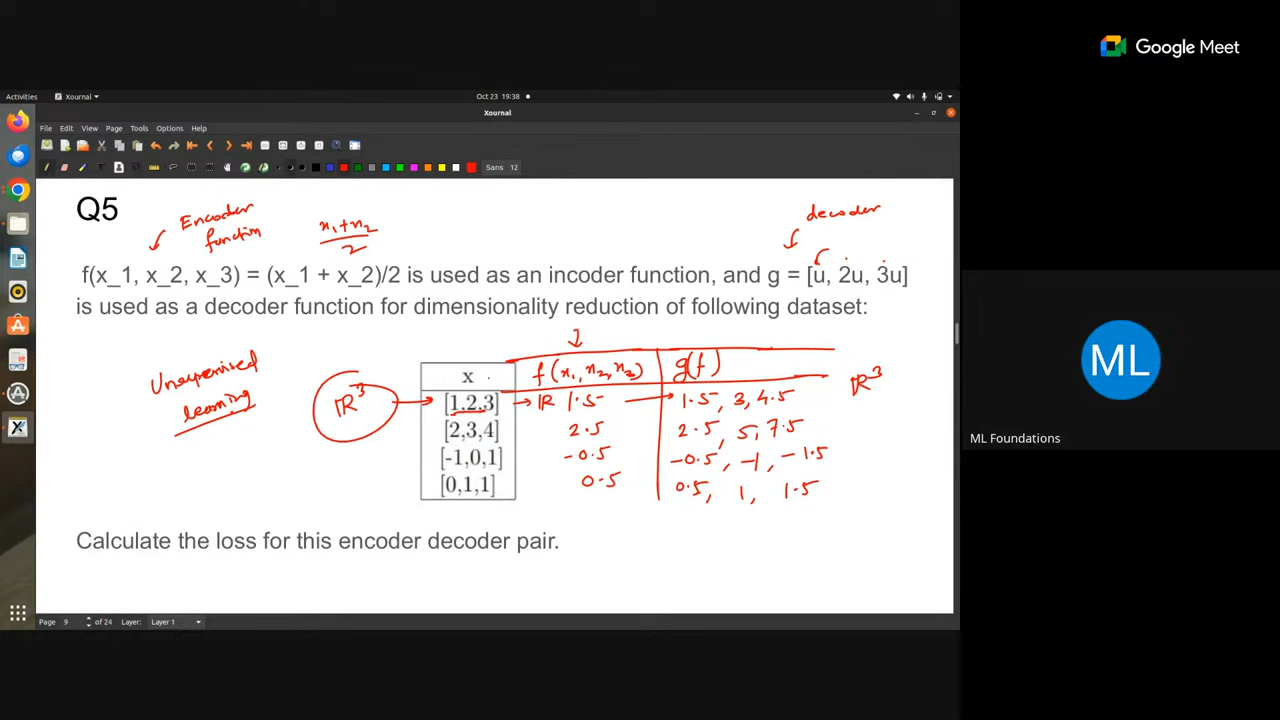 Google Meet
Activities
Xournal
Oct 23 19:38
Xournal
File Edit View Page Tools Options Help
Sans 12
Q5
Encoder function
x1+x2
2
decoder
f(x_1, x_2, x_3) = (x_1 + x_2)/2 is used as an incoder function, and g = [u, 2u, 3u]
is used as a decoder function for dimensionality reduction of following dataset:
Unsupervised
learning
ℝ³
x f(x1, x2, x3) g(f)
[1,2,3] ℝ 1.5 1.5, 3, 4.5
ℝ³
[2,3,4] 2.5 2.5, 5, 7.5
[-1,0,1] -0.5 -0.5, -1, -1.5
[0,1,1] 0.5 0.5, 1, 1.5
Calculate the loss for this encoder decoder pair.
ML
ML Foundations
Page 9 of 24 Layer: Layer 1